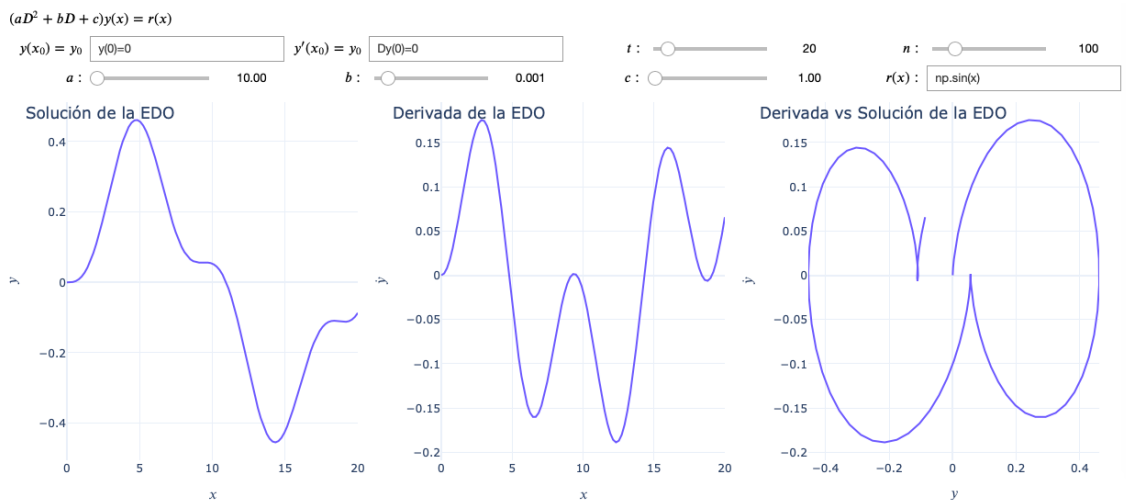 (aD² + bD + c)y(x) = r(x)
y(x₀) = y₀ y(0)=0 y′(x₀) = y₀ Dy(0)=0 t : 20 n : 100
a : 10.00 b : 0.001 c : 1.00 r(x) : np.sin(x)
Solución de la EDO
0.4
0.2
0
−0.2
−0.4
y
0 5 10 15 20
x
Derivada de la EDO
0.15
0.1
0.05
0
−0.05
−0.1
−0.15
−0.2
ẏ
0 5 10 15 20
x
Derivada vs Solución de la EDO
0.15
0.1
0.05
0
−0.05
−0.1
−0.15
−0.2
ẏ
−0.4 −0.2 0 0.2 0.4
y